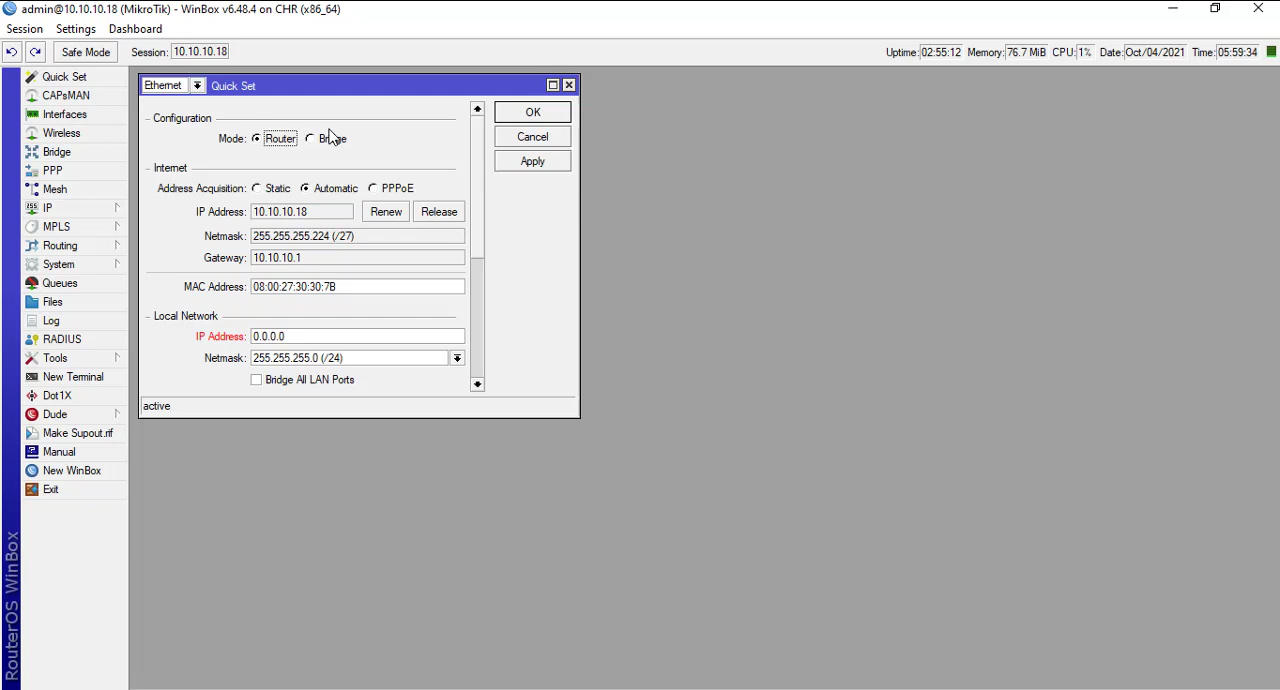 admin@10.10.10.18 (MikroTik) - WinBox v6.48.4 on CHR (x86_64)
Session Settings Dashboard
Safe Mode Session: 10.10.10.18 Uptime: 02:55:12 Memory: 76.7 MiB CPU: 1% Date: Oct/04/2021 Time: 05:59:34
Quick Set
CAPsMAN
Interfaces
Wireless
Bridge
PPP
Mesh
IP
MPLS
Routing
System
Queues
Files
Log
RADIUS
Tools
New Terminal
Dot1X
Dude
Make Supout.rif
Manual
New WinBox
Exit
RouterOS WinBox
Ethernet Quick Set
Configuration
Mode: Router Bridge
Internet
Address Acquisition: Static Automatic PPPoE
IP Address: 10.10.10.18 Renew Release
Netmask: 255.255.255.224 (/27)
Gateway: 10.10.10.1
MAC Address: 08:00:27:30:30:7B
Local Network
IP Address: 0.0.0.0
Netmask: 255.255.255.0 (/24)
Bridge All LAN Ports
OK
Cancel
Apply
active